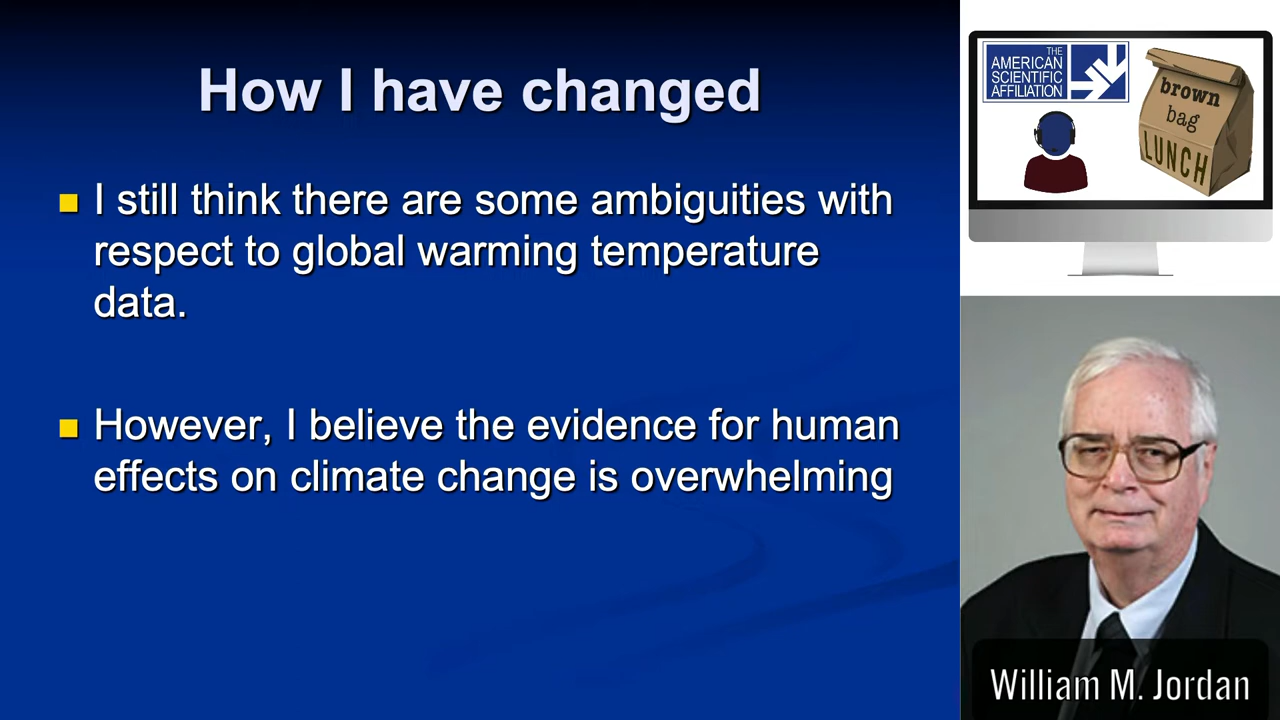 How I have changed
I still think there are some ambiguities with
respect to global warming temperature
data.
However, I believe the evidence for human
effects on climate change is overwhelming
THE
AMERICAN
SCIENTIFIC
AFFILIATION
brown
bag
LUNCH
William M. Jordan